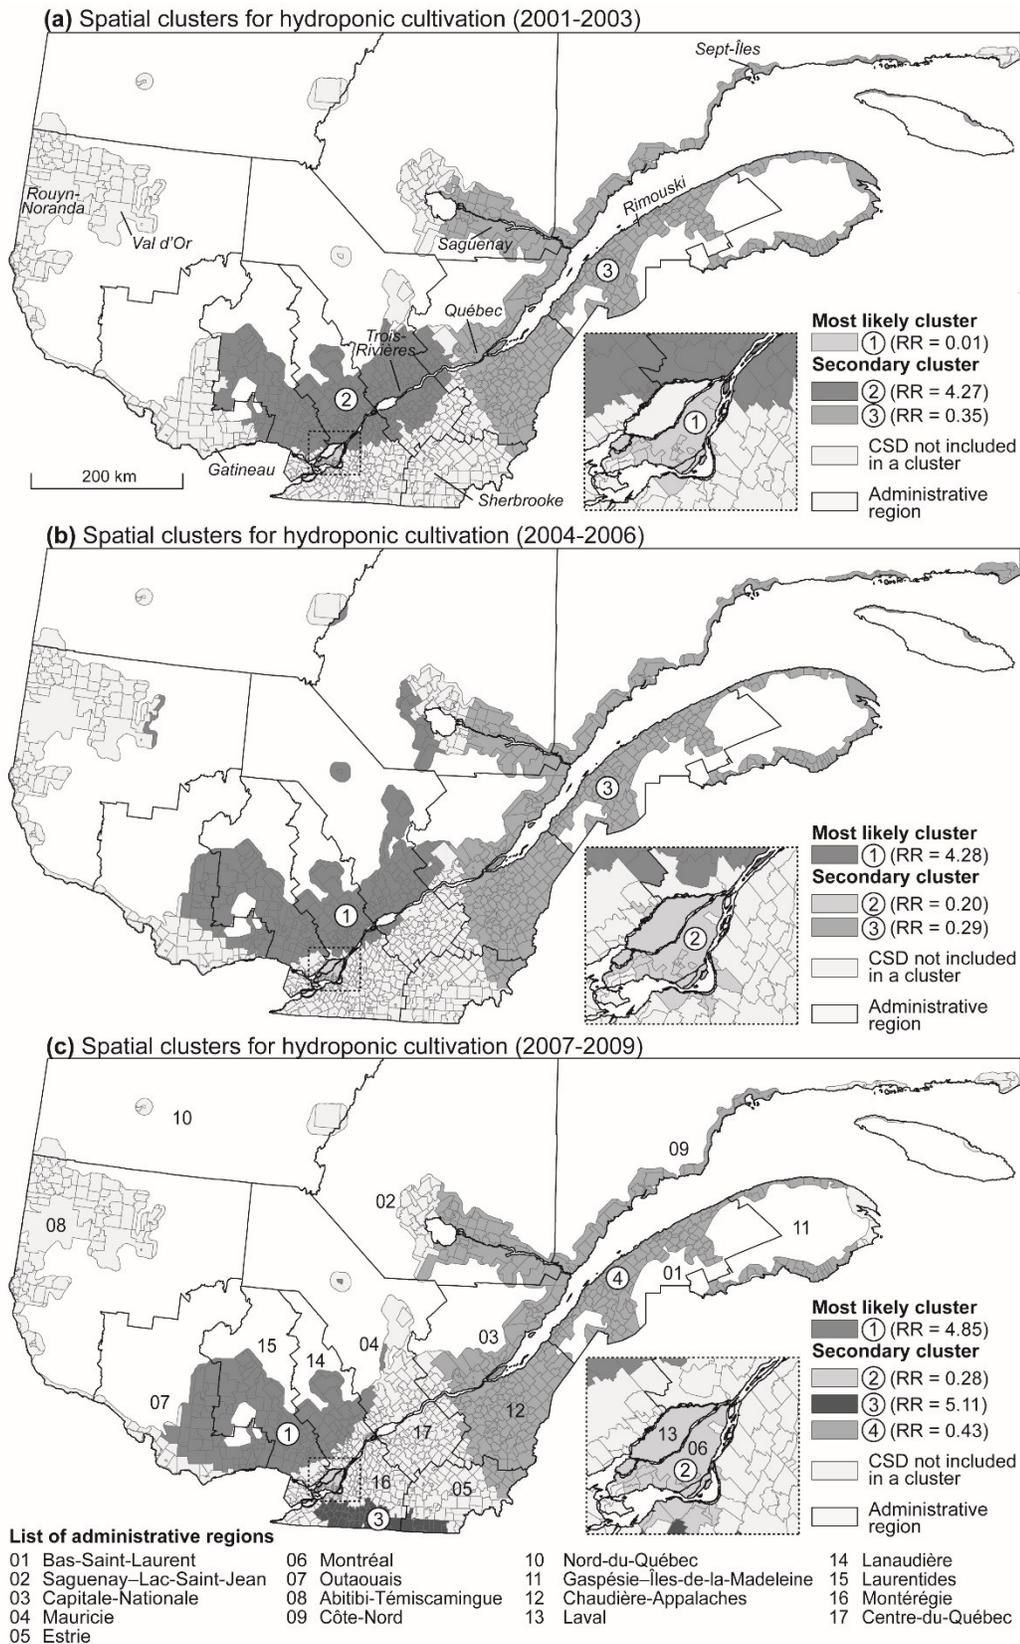 (a) Spatial clusters for hydroponic cultivation (2001-2003)
Sept-Îles
Rouyn-
Noranda
Val d'Or
Rimouski
Saguenay
3
Québec
Trois-
Rivières
2
Gatineau
Sherbrooke
200 km
1
Most likely cluster
1 (RR = 0.01)
Secondary cluster
2 (RR = 4.27)
3 (RR = 0.35)
CSD not included
in a cluster
Administrative
region
(b) Spatial clusters for hydroponic cultivation (2004-2006)
3
1
2
Most likely cluster
1 (RR = 4.28)
Secondary cluster
2 (RR = 0.20)
3 (RR = 0.29)
CSD not included
in a cluster
Administrative
region
(c) Spatial clusters for hydroponic cultivation (2007-2009)
10
09
02
08
11
4
01
15
14
04
03
07
12
1
17
16
05
3
13
06
2
Most likely cluster
1 (RR = 4.85)
Secondary cluster
2 (RR = 0.28)
3 (RR = 5.11)
4 (RR = 0.43)
CSD not included
in a cluster
Administrative
region
List of administrative regions
01 Bas-Saint-Laurent
02 Saguenay–Lac-Saint-Jean
03 Capitale-Nationale
04 Mauricie
05 Estrie
06 Montréal
07 Outaouais
08 Abitibi-Témiscamingue
09 Côte-Nord
10 Nord-du-Québec
11 Gaspésie–Îles-de-la-Madeleine
12 Chaudière-Appalaches
13 Laval
14 Lanaudière
15 Laurentides
16 Montérégie
17 Centre-du-Québec